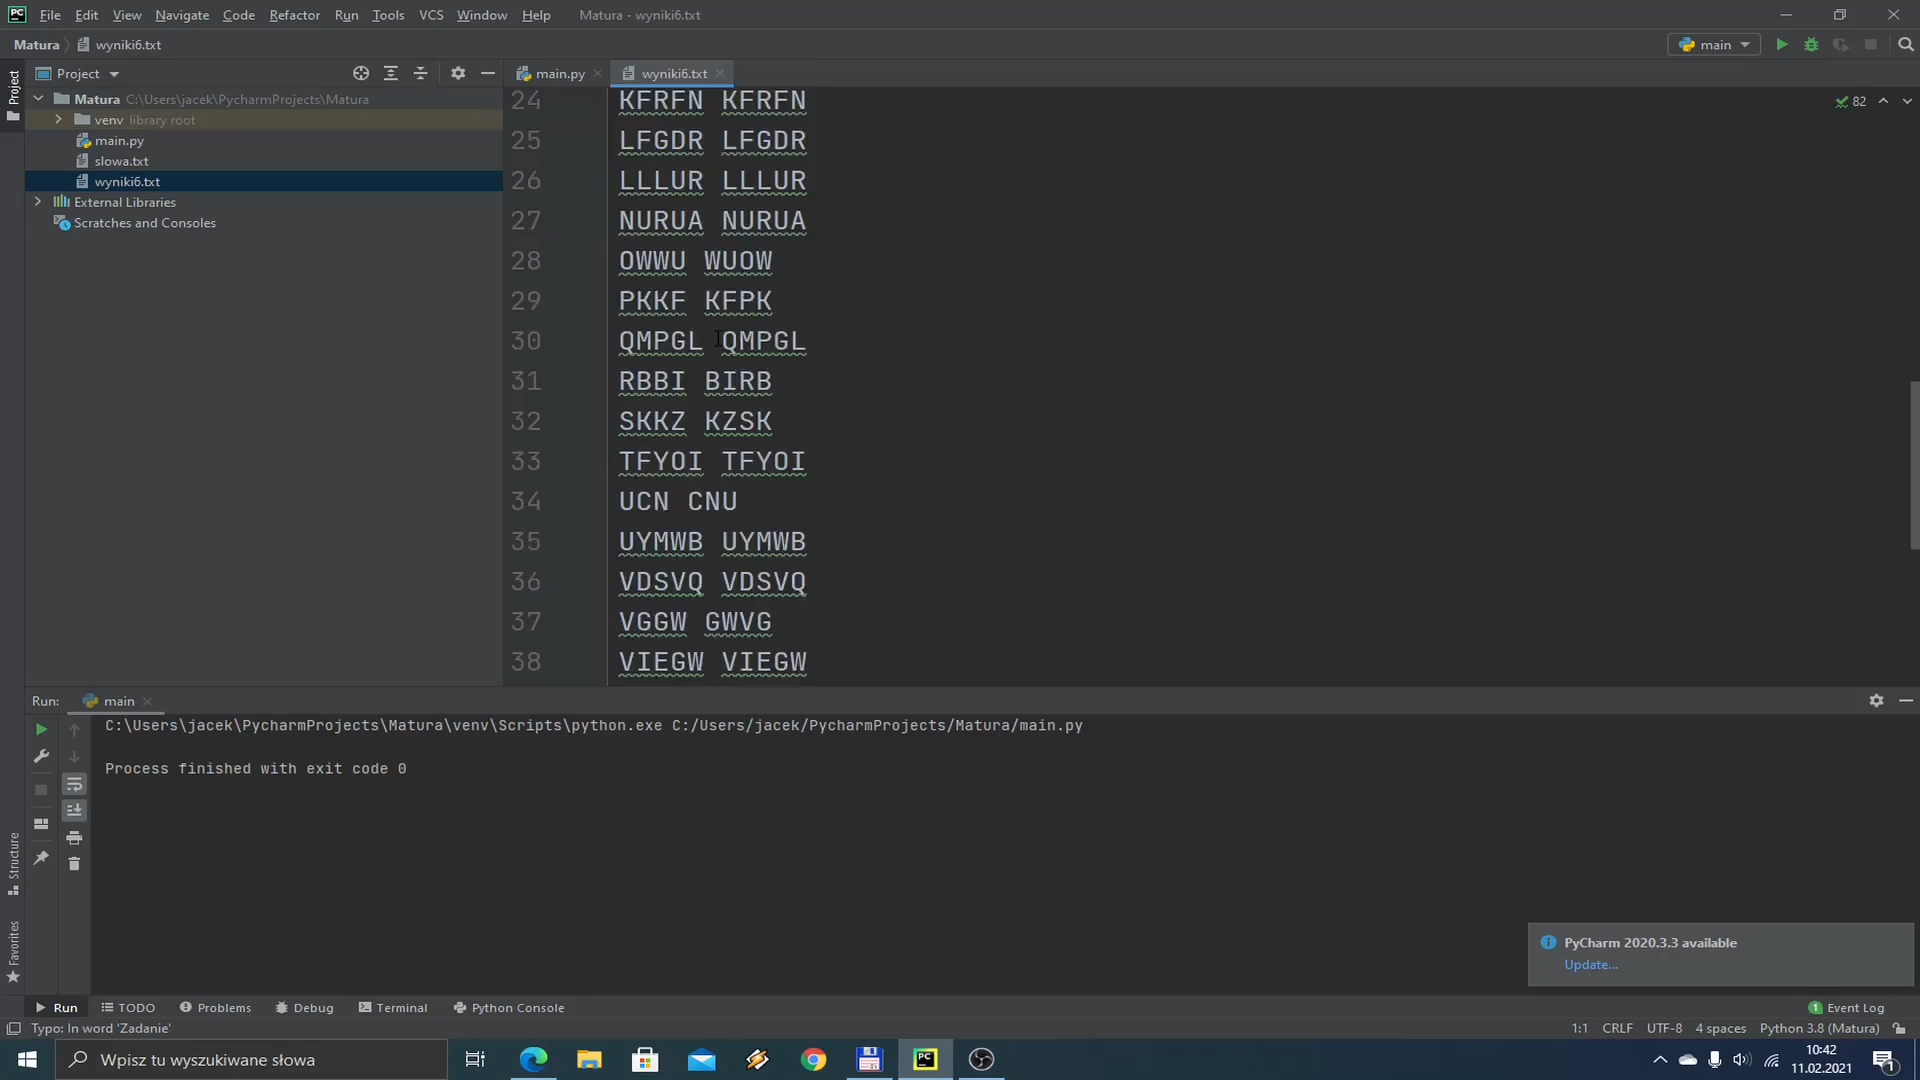 PC File Edit View Navigate Code Refactor Run Tools VCS Window Help Matura - wyniki6.txt
Matura wyniki6.txt main
Project main.py wyniki6.txt
Project
Matura C:\Users\jacek\PycharmProjects\Matura
venv library root
main.py
slowa.txt
wyniki6.txt
External Libraries
Scratches and Consoles
82
24 KFRFN KFRFN
25 LFGDR LFGDR
26 LLLUR LLLUR
27 NURUA NURUA
28 OWWU WUOW
29 PKKF KFPK
30 QMPGL QMPGL
31 RBBI BIRB
32 SKKZ KZSK
33 TFYOI TFYOI
34 UCN CNU
35 UYMWB UYMWB
36 VDSVQ VDSVQ
37 VGGW GWVG
38 VIEGW VIEGW
Run: main
C:\Users\jacek\PycharmProjects\Matura\venv\Scripts\python.exe C:/Users/jacek/PycharmProjects/Matura/main.py
Process finished with exit code 0
Structure
Favorites
PyCharm 2020.3.3 available
Update...
Run TODO Problems Debug Terminal Python Console 1 Event Log
Typo: In word 'Zadanie' 1:1 CRLF UTF-8 4 spaces Python 3.8 (Matura)
Wpisz tu wyszukiwane słowa PC 10:42
11.02.2021 1